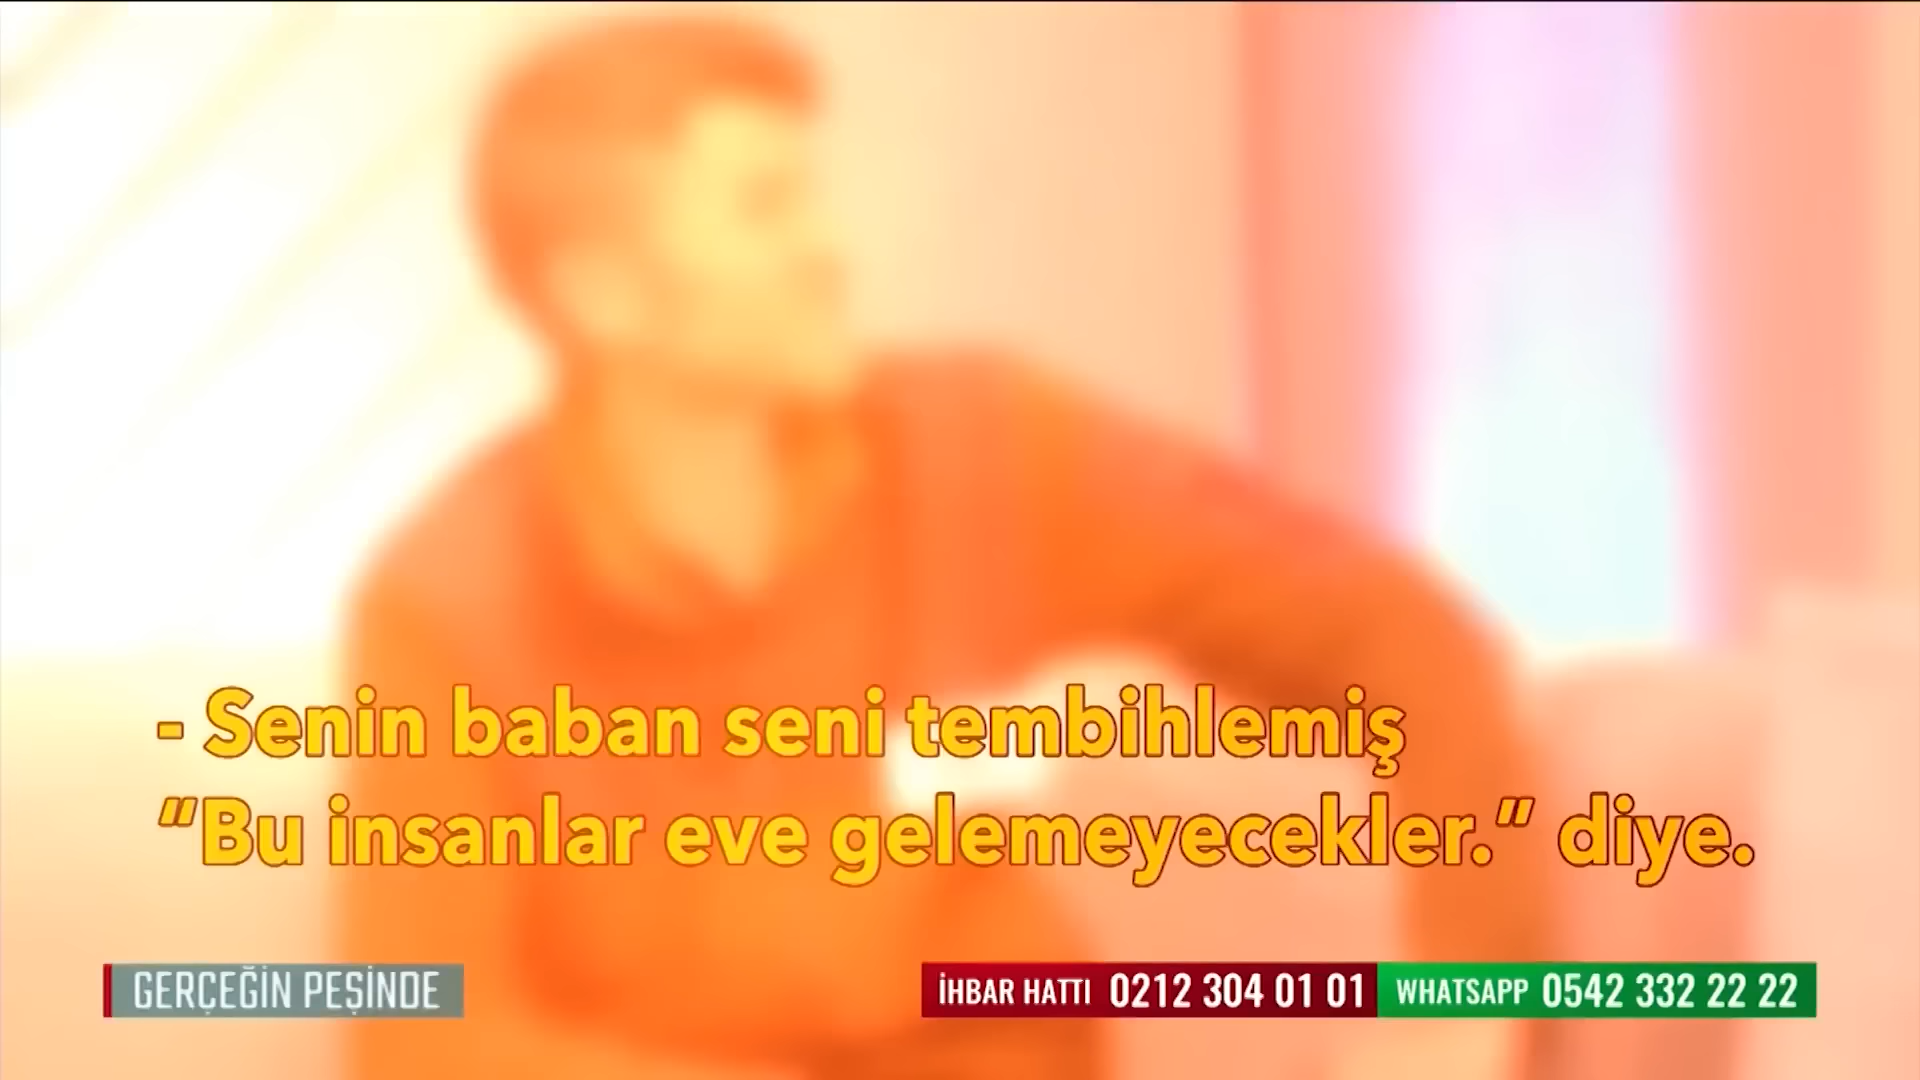 - Senin baban seni tembihlemiş
“Bu insanlar eve gelemeyecekler.” diye.
GERÇEĞİN PEŞİNDE
İHBAR HATTI 0212 304 01 01 WHATSAPP 0542 332 22 22